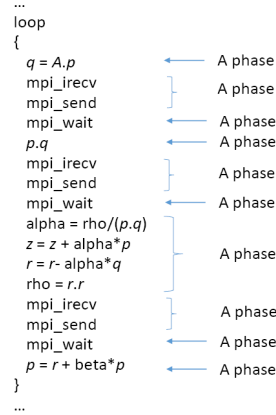 ...
loop
{
q = A.p A phase
mpi_irecv
mpi_send A phase
mpi_wait A phase
p.q A phase
mpi_irecv
mpi_send A phase
mpi_wait A phase
alpha = rho/(p.q)
z = z + alpha*p
r = r- alpha*q A phase
rho = r.r
mpi_irecv
mpi_send A phase
mpi_wait A phase
p = r + beta*p A phase
}
...